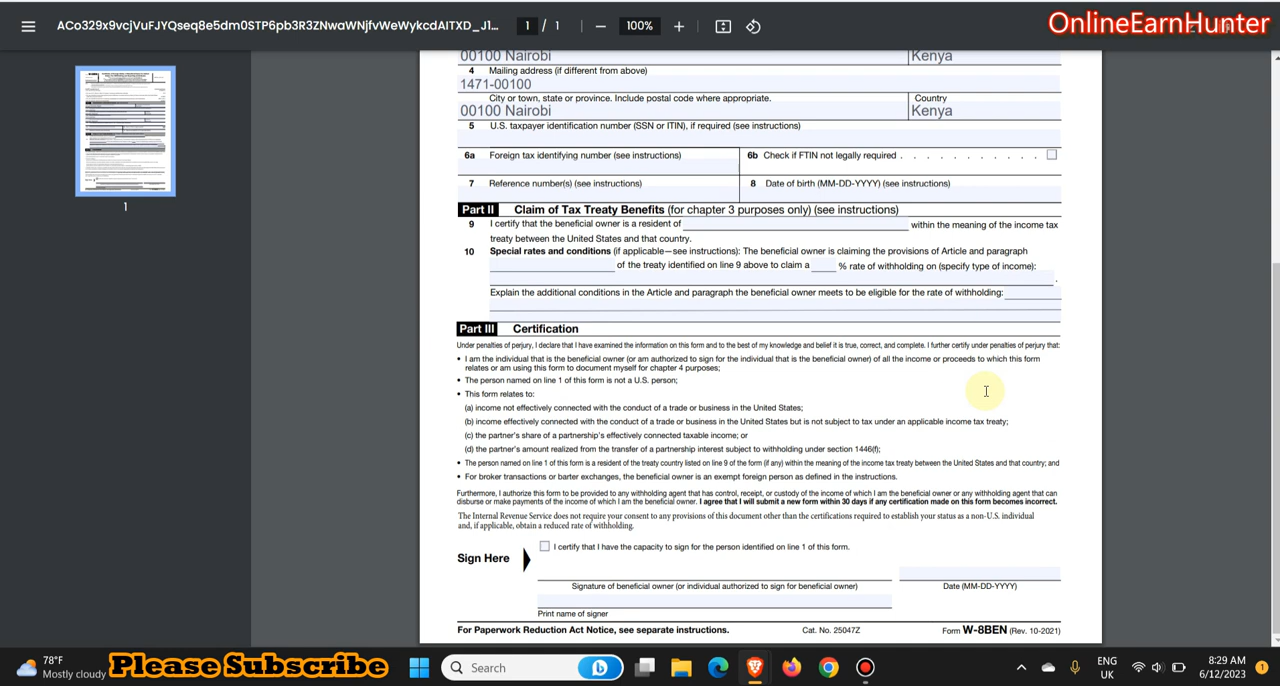 ACo329x9vcjVuFJYQseq8e5dm0STP6pb3R3ZNwaWNjfvWeWykcdAITXD_J1... 1 / 1 100%
OnlineEarnHunter
1
00100 Nairobi Kenya
4 Mailing address (if different from above)
1471-00100
City or town, state or province. Include postal code where appropriate. Country
00100 Nairobi Kenya
5 U.S. taxpayer identification number (SSN or ITIN), if required (see instructions)
6a Foreign tax identifying number (see instructions) 6b Check if FTIN not legally required . . . . . . . . . . .
7 Reference number(s) (see instructions) 8 Date of birth (MM-DD-YYYY) (see instructions)
Part II Claim of Tax Treaty Benefits (for chapter 3 purposes only) (see instructions)
9 I certify that the beneficial owner is a resident of within the meaning of the income tax
treaty between the United States and that country.
10 Special rates and conditions (if applicable—see instructions): The beneficial owner is claiming the provisions of Article and paragraph
of the treaty identified on line 9 above to claim a % rate of withholding on (specify type of income):
.
Explain the additional conditions in the Article and paragraph the beneficial owner meets to be eligible for the rate of withholding:
Part III Certification
Under penalties of perjury, I declare that I have examined the information on this form and to the best of my knowledge and belief it is true, correct, and complete. I further certify under penalties of perjury that:
• I am the individual that is the beneficial owner (or am authorized to sign for the individual that is the beneficial owner) of all the income or proceeds to which this form
relates or am using this form to document myself for chapter 4 purposes;
• The person named on line 1 of this form is not a U.S. person;
• This form relates to:
(a) income not effectively connected with the conduct of a trade or business in the United States;
(b) income effectively connected with the conduct of a trade or business in the United States but is not subject to tax under an applicable income tax treaty;
(c) the partner's share of a partnership's effectively connected taxable income; or
(d) the partner's amount realized from the transfer of a partnership interest subject to withholding under section 1446(f);
• The person named on line 1 of this form is a resident of the treaty country listed on line 9 of the form (if any) within the meaning of the income tax treaty between the United States and that country; and
• For broker transactions or barter exchanges, the beneficial owner is an exempt foreign person as defined in the instructions.
Furthermore, I authorize this form to be provided to any withholding agent that has control, receipt, or custody of the income of which I am the beneficial owner or any withholding agent that can
disburse or make payments of the income of which I am the beneficial owner. I agree that I will submit a new form within 30 days if any certification made on this form becomes incorrect.
The Internal Revenue Service does not require your consent to any provisions of this document other than the certifications required to establish your status as a non-U.S. individual
and, if applicable, obtain a reduced rate of withholding.
I certify that I have the capacity to sign for the person identified on line 1 of this form.
Sign Here
Signature of beneficial owner (or individual authorized to sign for beneficial owner) Date (MM-DD-YYYY)
Print name of signer
For Paperwork Reduction Act Notice, see separate instructions. Cat. No. 25047Z Form W-8BEN (Rev. 10-2021)
78°F
Mostly cloudy
Please Subscribe
Search
ENG
UK
8:29 AM
6/12/2023
1